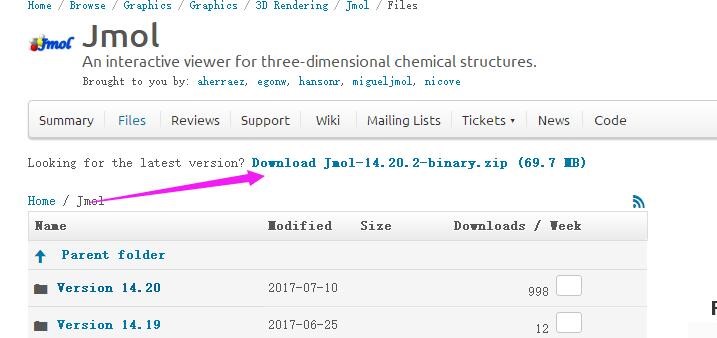 Home / Browse / Graphics / Graphics / 3D Rendering / Jmol / Files
Jmol
Jmol
An interactive viewer for three-dimensional chemical structures.
Brought to you by: aherraez, egonw, hansonr, migueljmol, nicove
Summary Files Reviews Support Wiki Mailing Lists Tickets ▾ News Code
Looking for the latest version? Download Jmol-14.20.2-binary.zip (69.7 MB)
Home / Jmol
Name Modified Size Downloads / Week
Parent folder
Version 14.20 2017-07-10 998
Version 14.19 2017-06-25 12